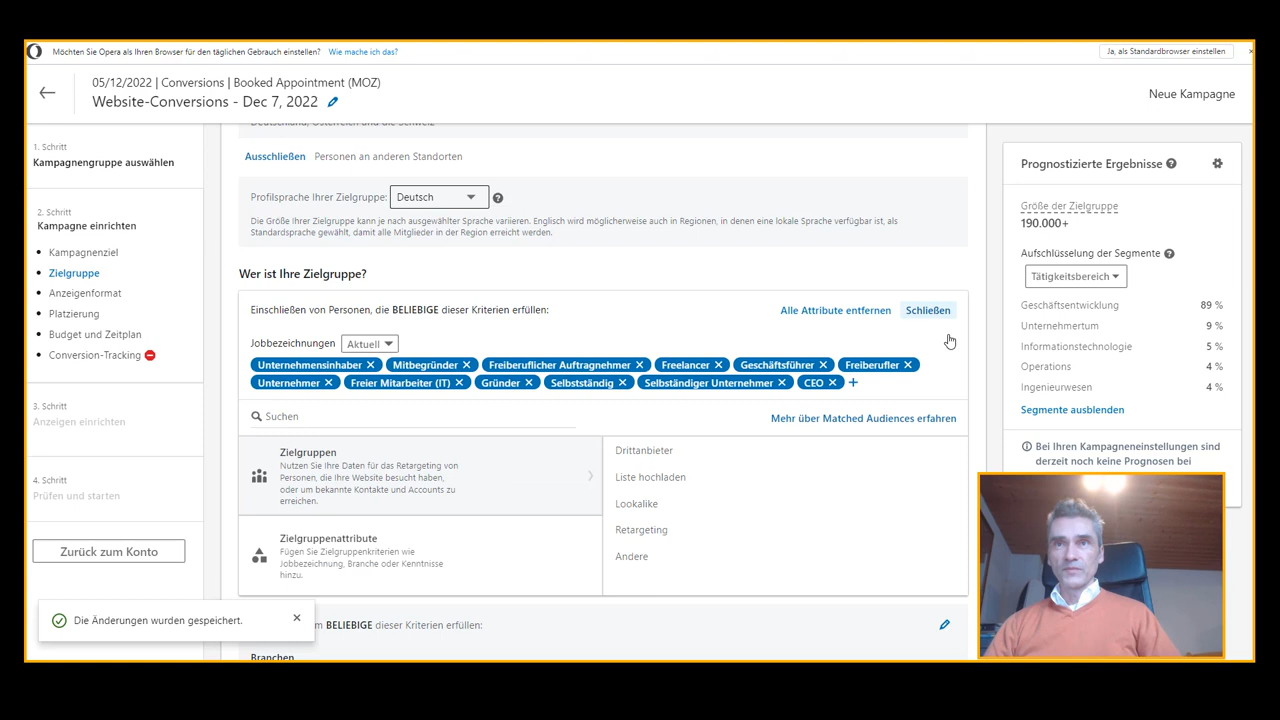 Möchten Sie Opera als Ihren Browser für den täglichen Gebrauch einstellen? Wie mache ich das?
Ja, als Standardbrowser einstellen
05/12/2022 | Conversions | Booked Appointment (MOZ)
Website-Conversions - Dec 7, 2022
Neue Kampagne
1. Schritt
Kampagnengruppe auswählen
2. Schritt
Kampagne einrichten
Kampagnenziel
Zielgruppe
Anzeigenformat
Platzierung
Budget und Zeitplan
Conversion-Tracking
3. Schritt
Anzeigen einrichten
4. Schritt
Prüfen und starten
Zurück zum Konto
Die Änderungen wurden gespeichert.
Deutschland, Österreich und die Schweiz
Ausschließen Personen an anderen Standorten
Profilsprache Ihrer Zielgruppe: Deutsch
Die Größe Ihrer Zielgruppe kann je nach ausgewählter Sprache variieren. Englisch wird möglicherweise auch in Regionen, in denen eine lokale Sprache verfügbar ist, als
Standardsprache gewählt, damit alle Mitglieder in der Region erreicht werden.
Wer ist Ihre Zielgruppe?
Einschließen von Personen, die BELIEBIGE dieser Kriterien erfüllen:
Alle Attribute entfernen Schließen
Jobbezeichnungen Aktuell
Unternehmensinhaber Mitbegründer Freiberuflicher Auftragnehmer Freelancer Geschäftsführer Freiberufler
Unternehmer Freier Mitarbeiter (IT) Gründer Selbstständig Selbständiger Unternehmer CEO +
Suchen
Mehr über Matched Audiences erfahren
Zielgruppen
Nutzen Sie Ihre Daten für das Retargeting von
Personen, die Ihre Website besucht haben,
oder um bekannte Kontakte und Accounts zu
erreichen.
Zielgruppenattribute
Fügen Sie Zielgruppenkriterien wie
Jobbezeichnung, Branche oder Kenntnisse
hinzu.
Drittanbieter
Liste hochladen
Lookalike
Retargeting
Andere
BELIEBIGE dieser Kriterien erfüllen:
Branchen
Prognostizierte Ergebnisse
Größe der Zielgruppe
190.000+
Aufschlüsselung der Segmente
Tätigkeitsbereich
Geschäftsentwicklung 89 %
Unternehmertum 9 %
Informationstechnologie 5 %
Operations 4 %
Ingenieurwesen 4 %
Segmente ausblenden
Bei Ihren Kampagneneinstellungen sind
derzeit noch keine Prognosen bei